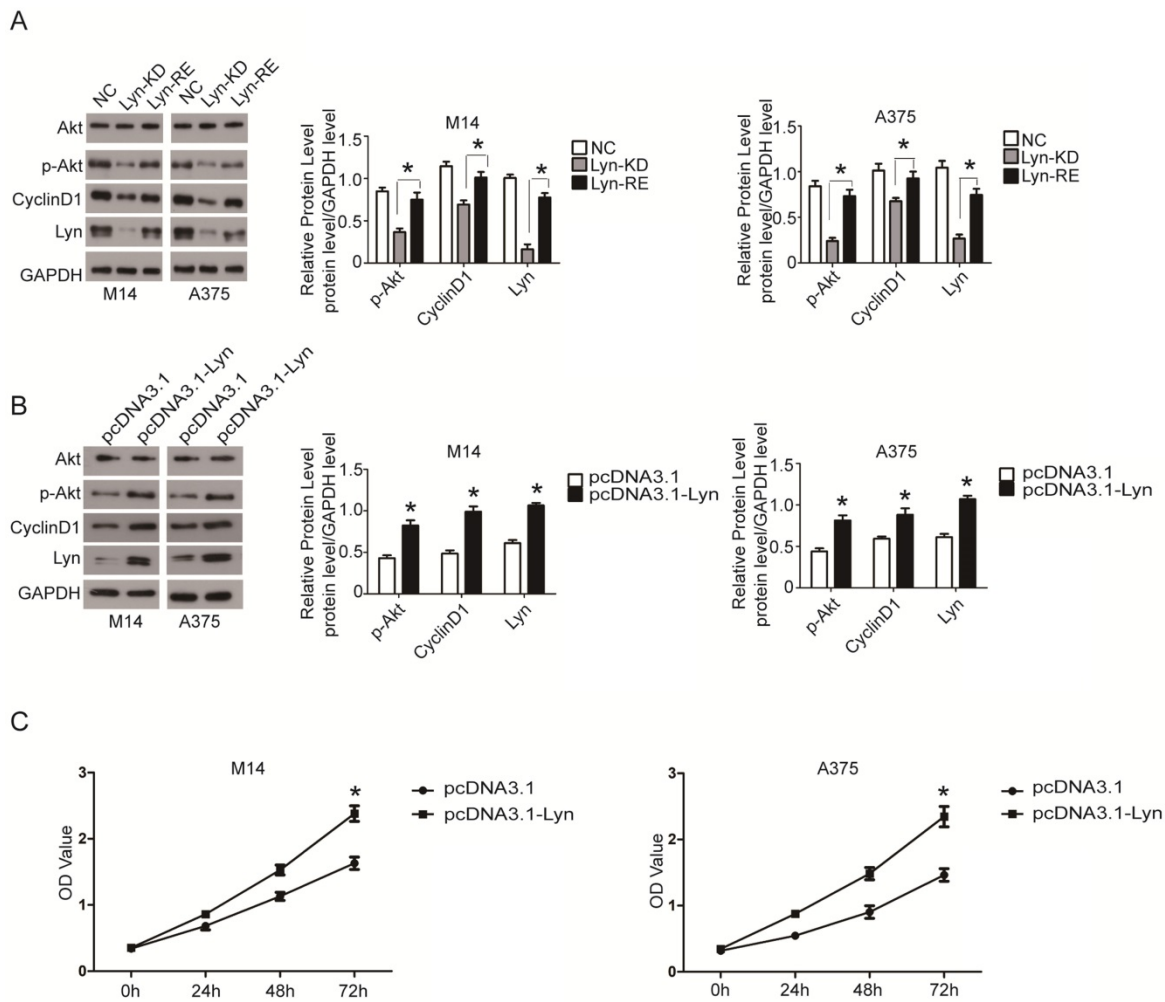 A
NC
Lyn-KD
Lyn-RE
NC
Lyn-KD
Lyn-RE
Akt
p-Akt
CyclinD1
Lyn
GAPDH
M14 A375
M14
Relative Protein Level
protein level/GAPDH level
1.5
1.0
0.5
0
* * *
p-Akt
CyclinD1
Lyn
NC
Lyn-KD
Lyn-RE
A375
Relative Protein Level
protein level/GAPDH level
1.5
1.0
0.5
0
* * *
p-Akt
CyclinD1
Lyn
NC
Lyn-KD
Lyn-RE
B
pcDNA3.1
pcDNA3.1-Lyn
pcDNA3.1
pcDNA3.1-Lyn
Akt
p-Akt
CyclinD1
Lyn
GAPDH
M14 A375
M14
Relative Protein Level
protein level/GAPDH level
1.5
1.0
0.5
0
* * *
p-Akt
CyclinD1
Lyn
pcDNA3.1
pcDNA3.1-Lyn
A375
Relative Protein Level
protein level/GAPDH level
1.5
1.0
0.5
0
* * *
p-Akt
CyclinD1
Lyn
pcDNA3.1
pcDNA3.1-Lyn
C
M14
OD Value
3
2
1
0
*
0h 24h 48h 72h
pcDNA3.1
pcDNA3.1-Lyn
A375
OD Value
3
2
1
0
*
0h 24h 48h 72h
pcDNA3.1
pcDNA3.1-Lyn